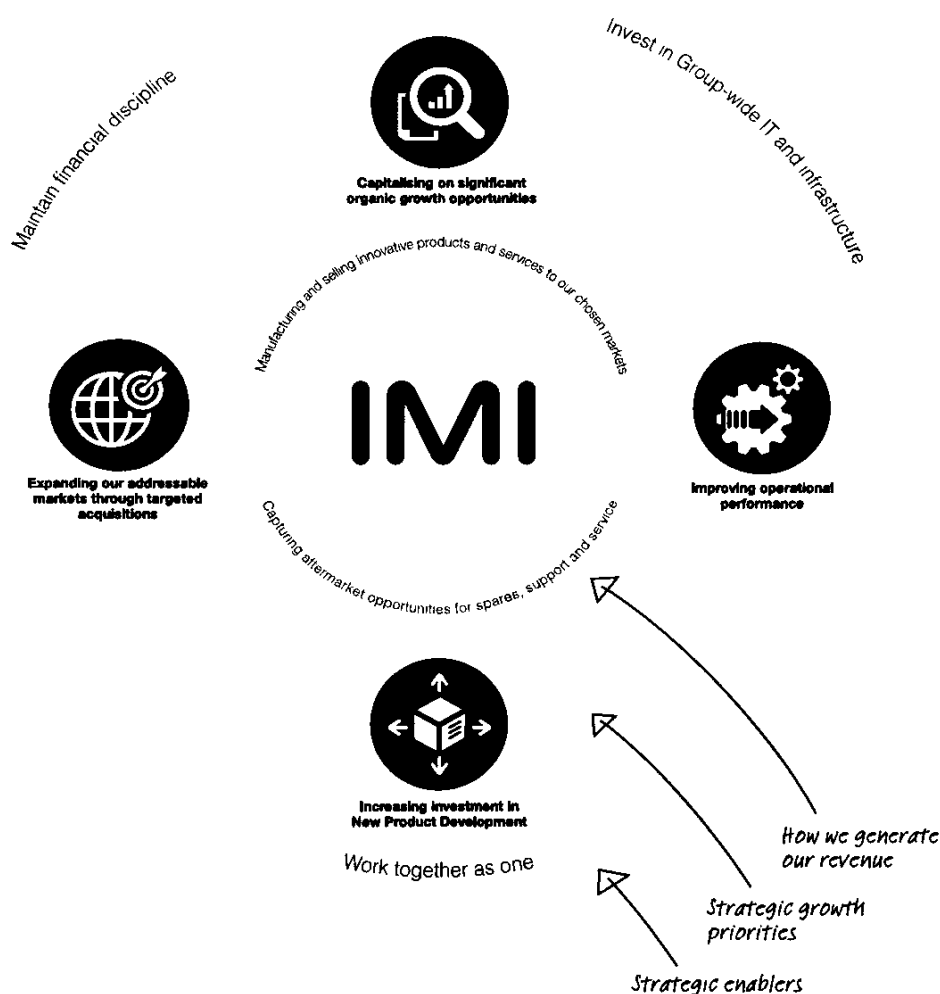 Maintain financial discipline
Invest in Group-wide IT and infrastructure
Capitalising on significant
organic growth opportunities
Manufacturing and selling innovative products and services to our chosen markets
IMI
Expanding our addressable
markets through targeted
acquisitions
Improving operational
performance
Capturing aftermarket opportunities for spares, support and service
Increasing investment in
New Product Development
Work together as one
How we generate
our revenue
Strategic growth
priorities
Strategic enablers